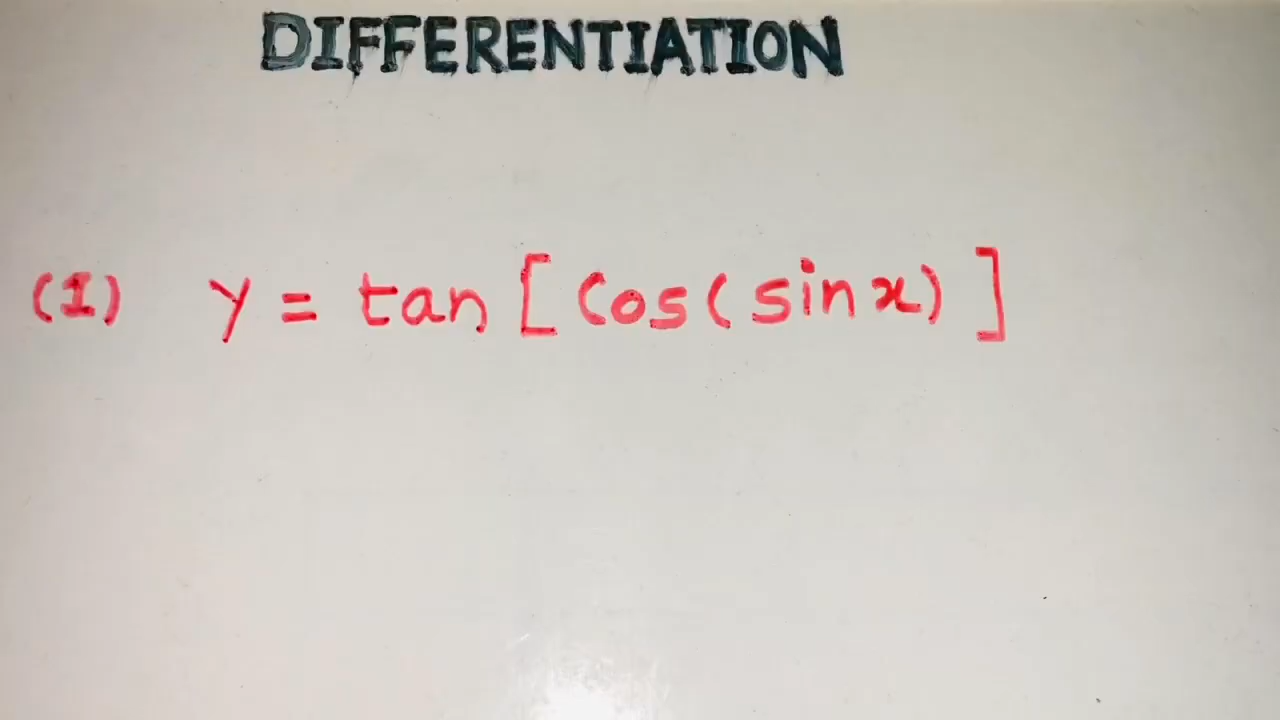 DIFFERENTIATION
(1) y = tan [ cos ( sin x ) ]